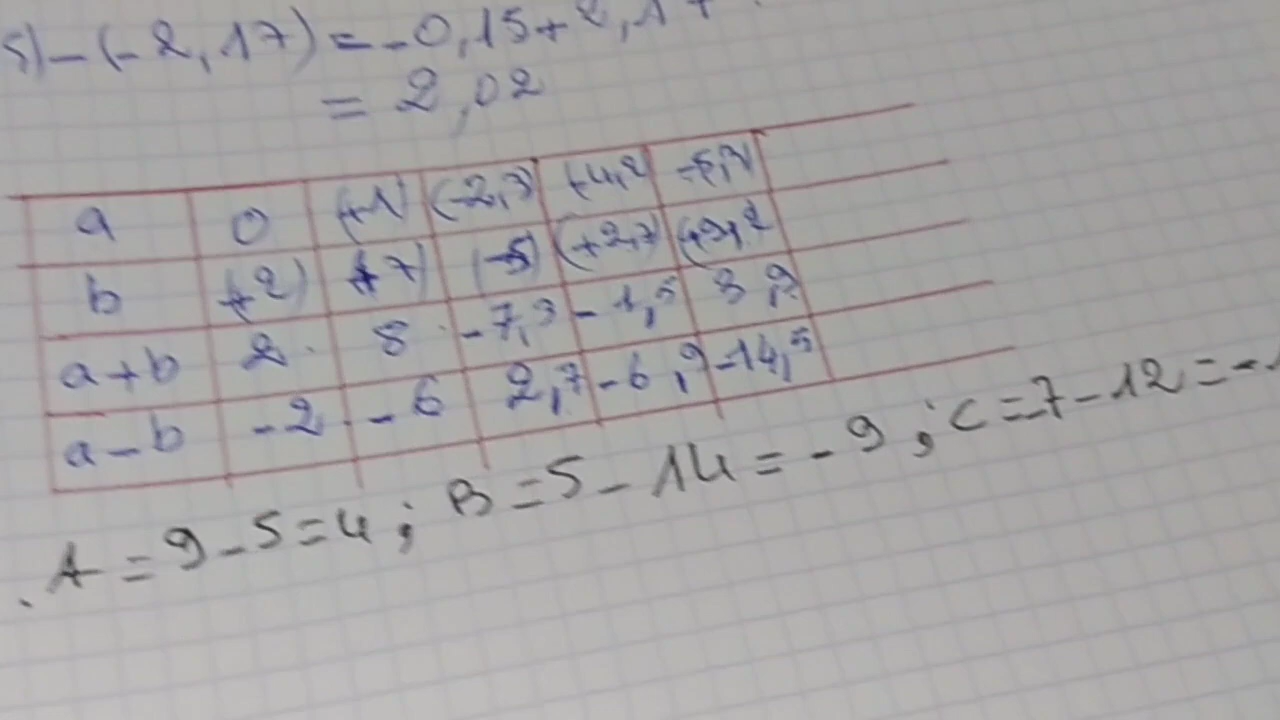 5)-(-2,17) = -0,15+2,17
= 2,02
a 0 (+1) (-2,3) (-4,2 -5,3
b (+2) (+7) (-5) (+2,7) (+9,2
a+b 2 8 -7,3 -1,5 3,9
a-b -2 -6 2,7 -6,9 -14,5
A = 9-5=4; B=5-14=-9; C=7-12=-